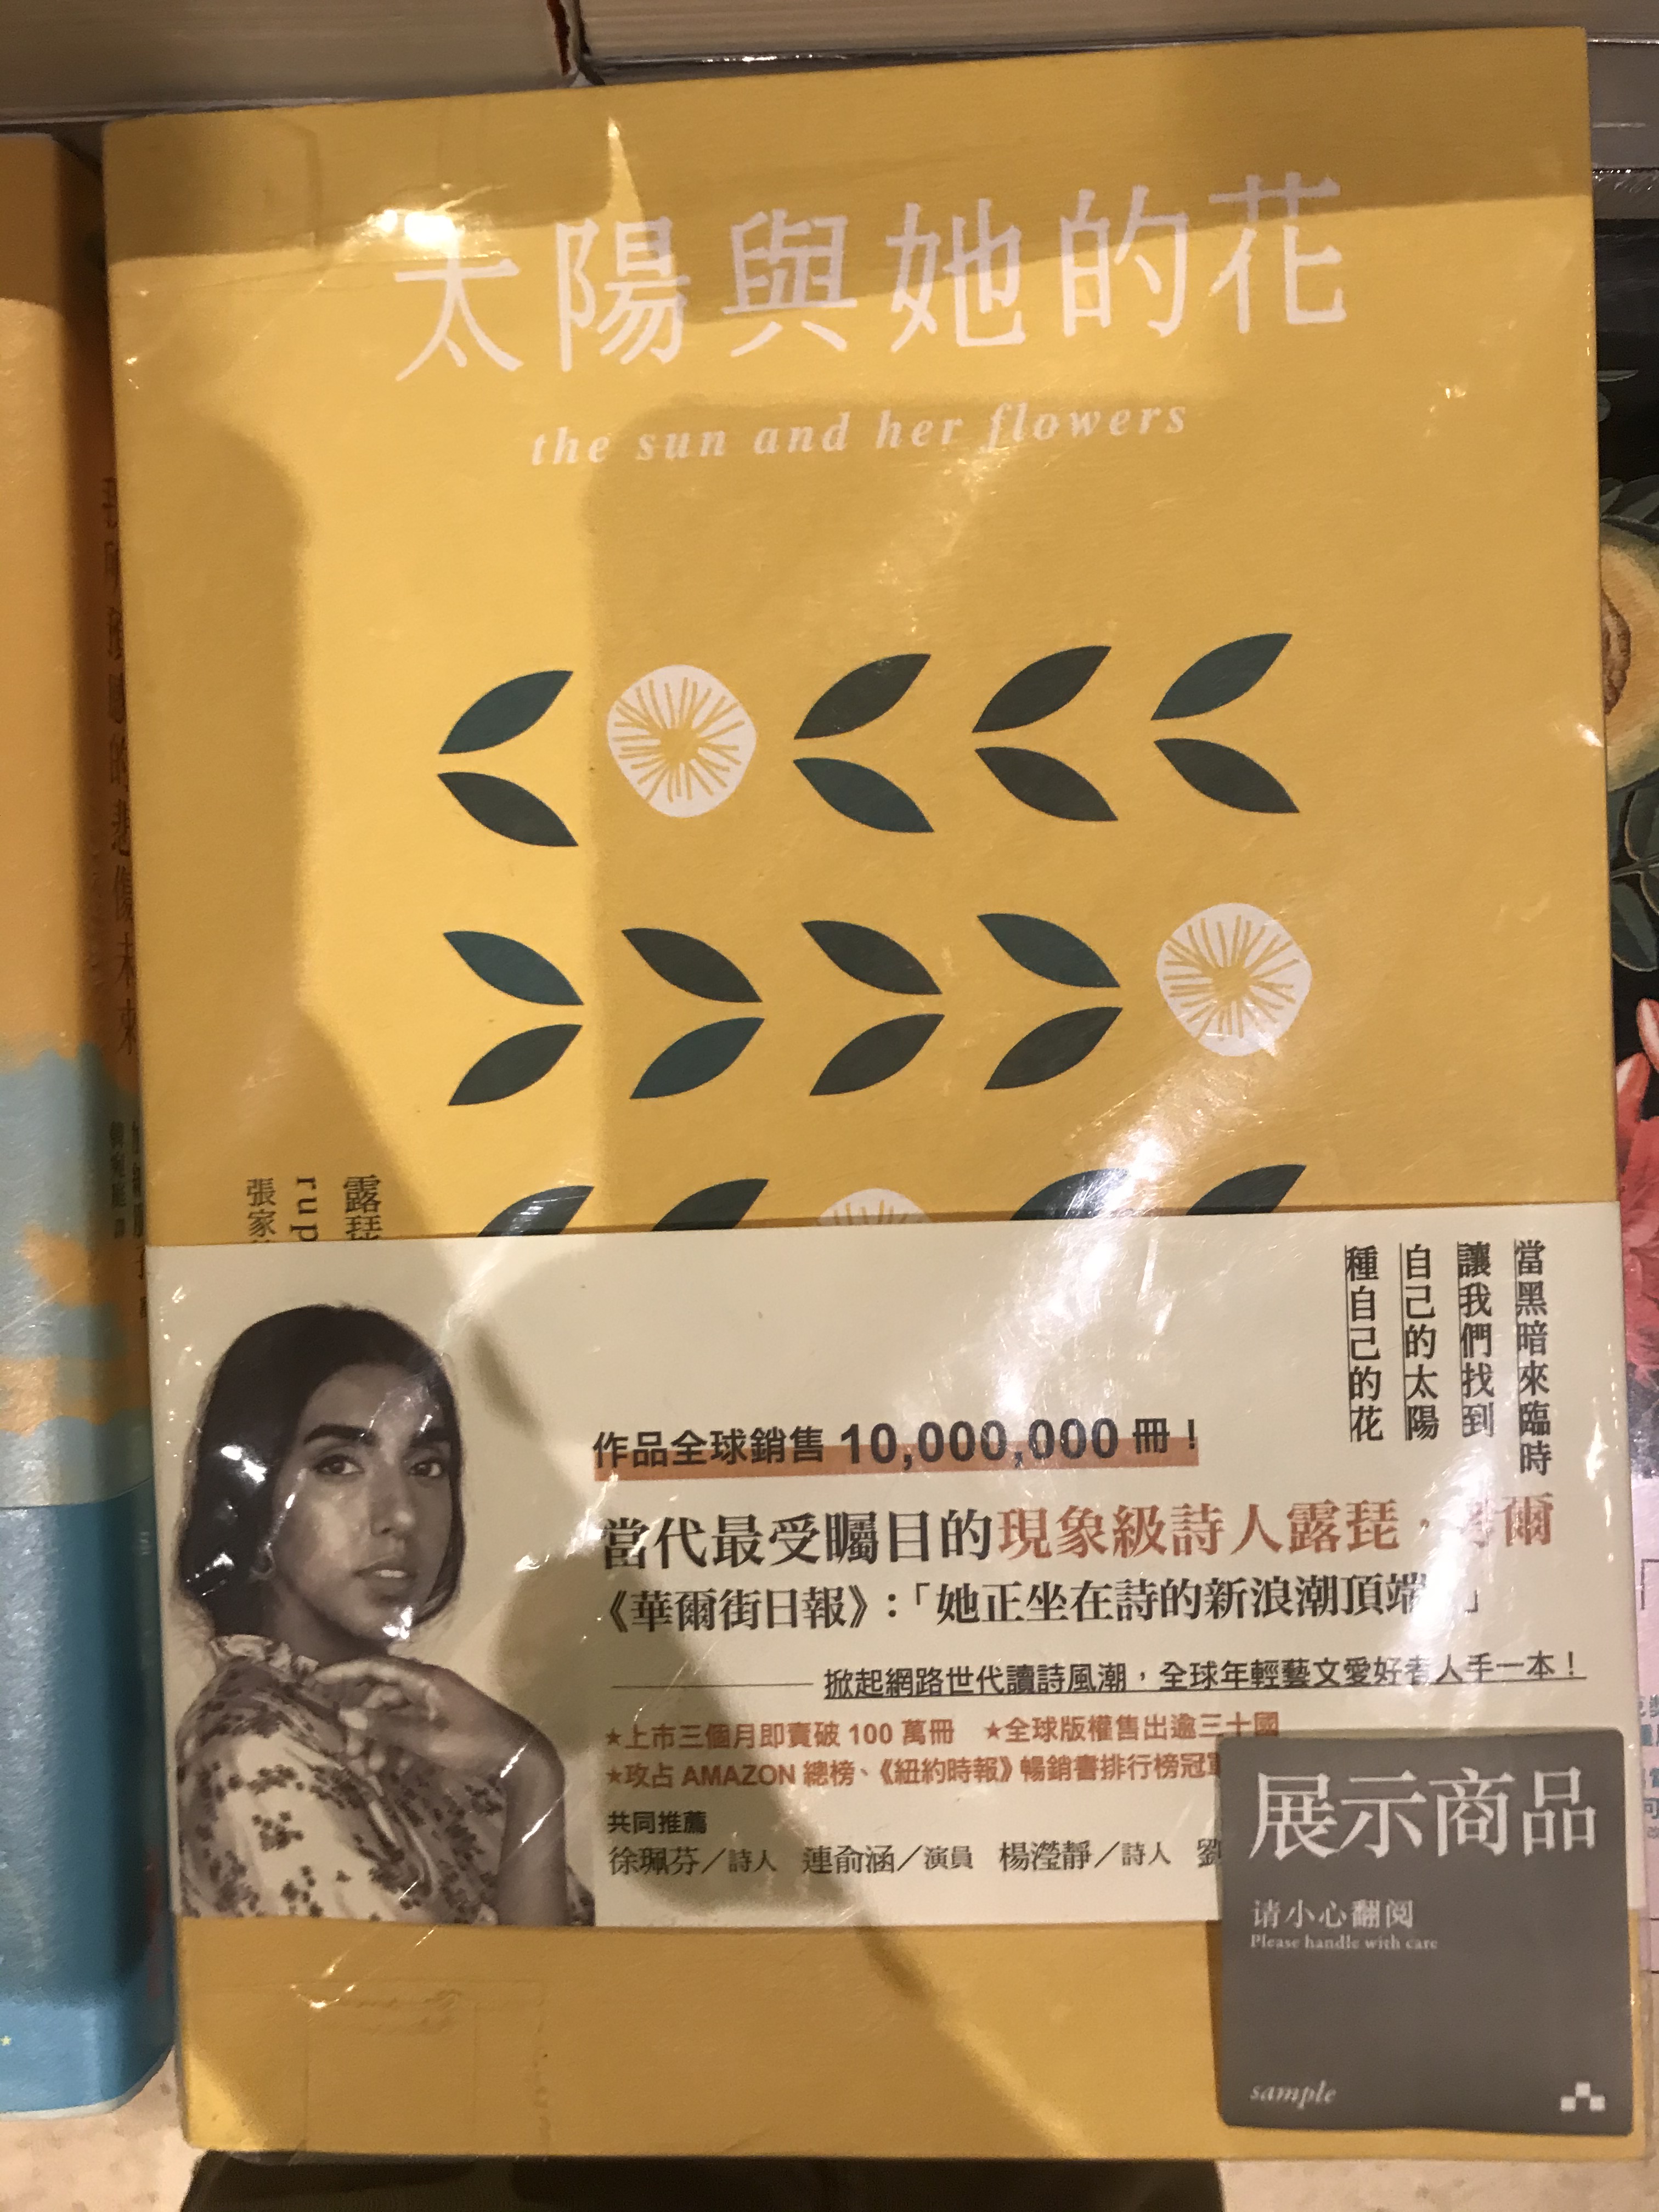 太陽與她的花
the sun and her flowers
露琵
rup
張家
當黑暗來臨時
讓我們找到
自己的太陽
種自己的花
作品全球銷售 10,000,000 冊！
當代最受矚目的現象級詩人露琵・考爾
《華爾街日報》：「她正坐在詩的新浪潮頂端」
掀起網路世代讀詩風潮，全球年輕藝文愛好者人手一本！
★上市三個月即賣破 100 萬冊 ★全球版權售出逾三十國
★攻占 AMAZON 總榜、《紐約時報》暢銷書排行榜冠軍
共同推薦
徐珮芬／詩人 連俞涵／演員 楊瀅靜／詩人 劉
展示商品
请小心翻阅
Please handle with care
sample